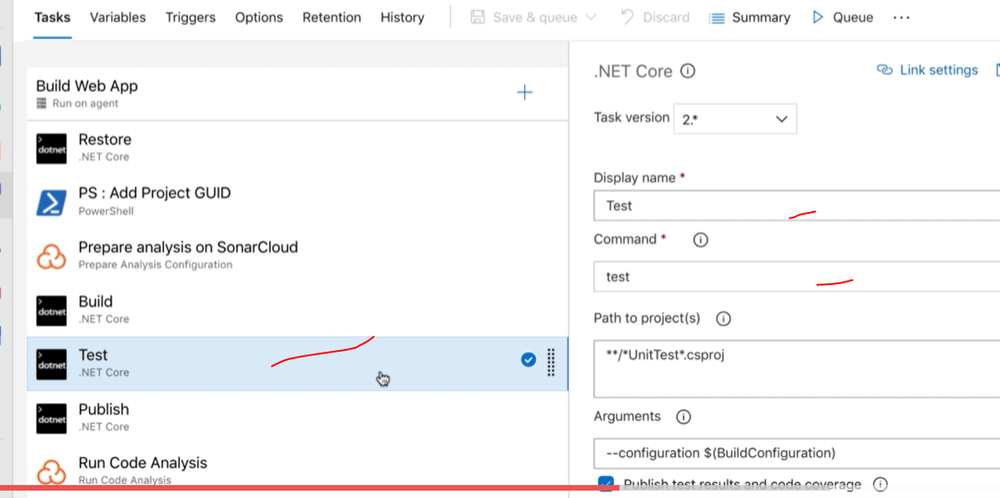 Tasks Variables Triggers Options Retention History Save & queue Discard Summary Queue ...
Build Web App
Run on agent
dotnet
Restore
.NET Core
PS : Add Project GUID
PowerShell
Prepare analysis on SonarCloud
Prepare Analysis Configuration
dotnet
Build
.NET Core
dotnet
Test
.NET Core
dotnet
Publish
.NET Core
Run Code Analysis
Run Code Analysis
.NET Core
Link settings
Task version 2.*
Display name *
Test
Command *
test
Path to project(s)
**/*UnitTest*.csproj
Arguments
--configuration $(BuildConfiguration)
Publish test results and code coverage